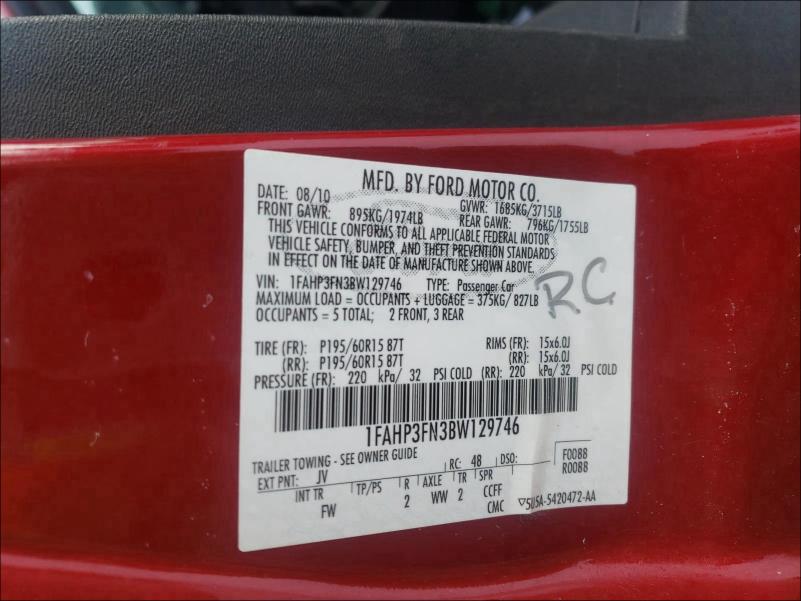 MFD. BY FORD MOTOR CO.
DATE: 08/10 GVWR: 1685KG/3715LB
FRONT GAWR: 895KG/1974LB REAR GAWR: 796KG/1755LB
THIS VEHICLE CONFORMS TO ALL APPLICABLE FEDERAL MOTOR
VEHICLE SAFETY, BUMPER, AND THEFT PREVENTION STANDARDS
IN EFFECT ON THE DATE OF MANUFACTURE SHOWN ABOVE.
VIN: 1FAHP3FN3BW129746 TYPE: Passenger Car
MAXIMUM LOAD = OCCUPANTS + LUGGAGE = 375KG/ 827LB
OCCUPANTS = 5 TOTAL; 2 FRONT, 3 REAR
R.C.
TIRE (FR): P195/60R15 87T RIMS (FR): 15x6.0J
(RR): P195/60R15 87T (RR): 15x6.0J
PRESSURE (FR): 220 kPa/ 32 PSI COLD (RR): 220 kPa/ 32 PSI COLD
1FAHP3FN3BW129746
TRAILER TOWING - SEE OWNER GUIDE RC: 48 DSO: F0088
EXT PNT: JV R0088
INT TR TP/PS R AXLE TR SPR
FW 2 WW 2 CCFF
CMC ▽5U5A-5420472-AA